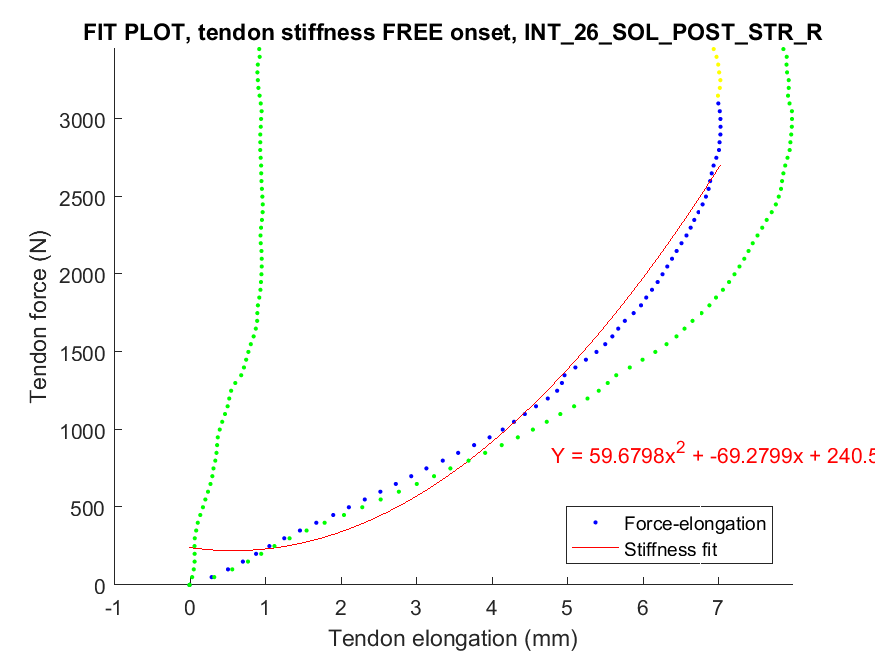 FIT PLOT, tendon stiffness FREE onset, INT_26_SOL_POST_STR_R
Tendon force (N)
3000
2500
2000
1500
1000
500
0
Y = 59.6798x² + -69.2799x + 240.5
Force-elongation
Stiffness fit
-1 0 1 2 3 4 5 6 7
Tendon elongation (mm)